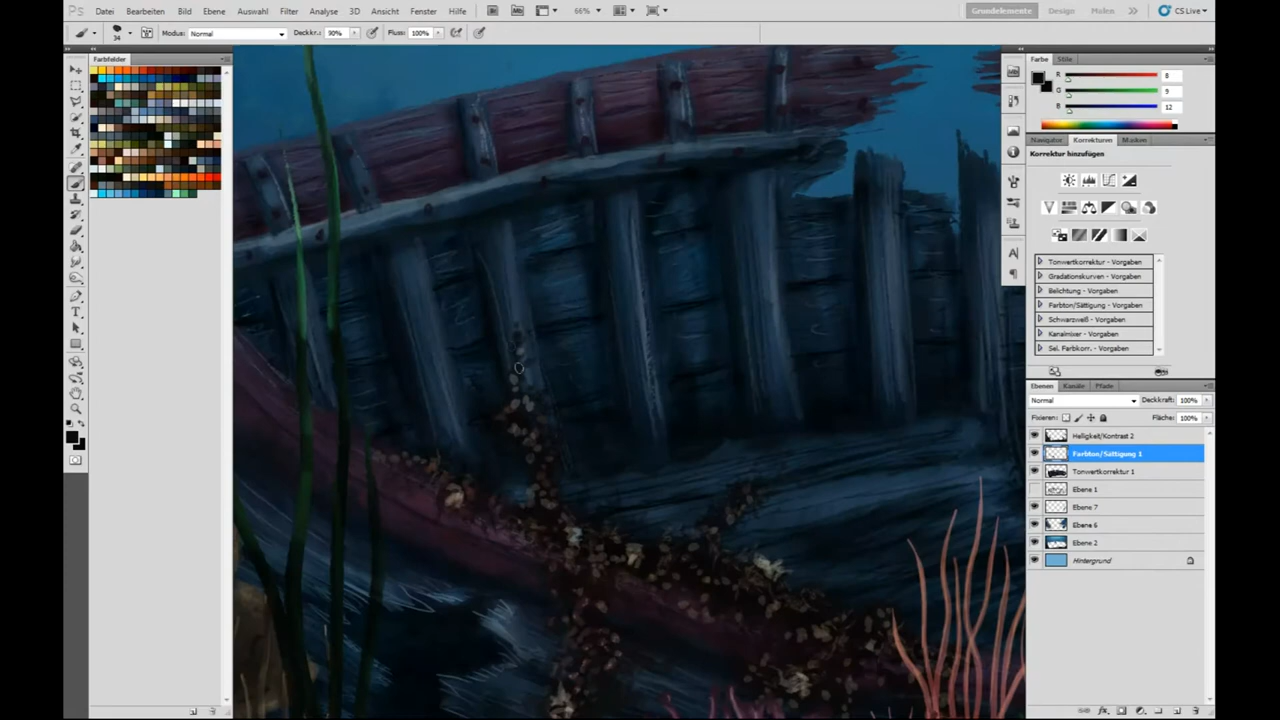 Ps Datei Bearbeiten Bild Ebene Auswahl Filter Analyse 3D Ansicht Fenster Hilfe Br Mb 66% Grundelemente Design Malen CS Live
34 Modus: Normal Deckkr.: 90% Fluss: 100%
Farbfelder
Farbe Stile
R 8
G 9
B 12
Navigator Korrekturen Masken
Korrektur hinzufügen
Tonwertkorrektur - Vorgaben
Gradationskurven - Vorgaben
Belichtung - Vorgaben
Farbton/Sättigung - Vorgaben
Schwarzweiß - Vorgaben
Kanalmixer - Vorgaben
Sel. Farbkorr. - Vorgaben
Ebenen Kanäle Pfade
Normal Deckkraft: 100%
Fixieren: Fläche: 100%
Helligkeit/Kontrast 2
Farbton/Sättigung 1
Tonwertkorrektur 1
Ebene 1
Ebene 7
Ebene 6
Ebene 2
Hintergrund